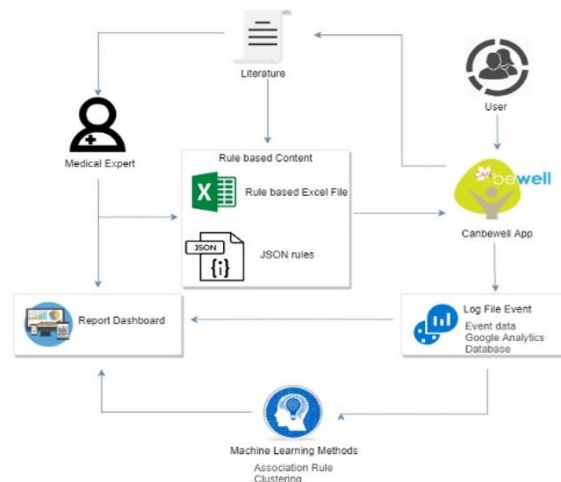 Literature
User
Medical Expert
Rule based Content
Rule based Excel File
X
JSON
{i}
JSON rules
bewell
Canbewell App
Report Dashboard
Log File Event
Event data
Google Analytics
Database
Machine Learning Methods
Association Rule
Clustering